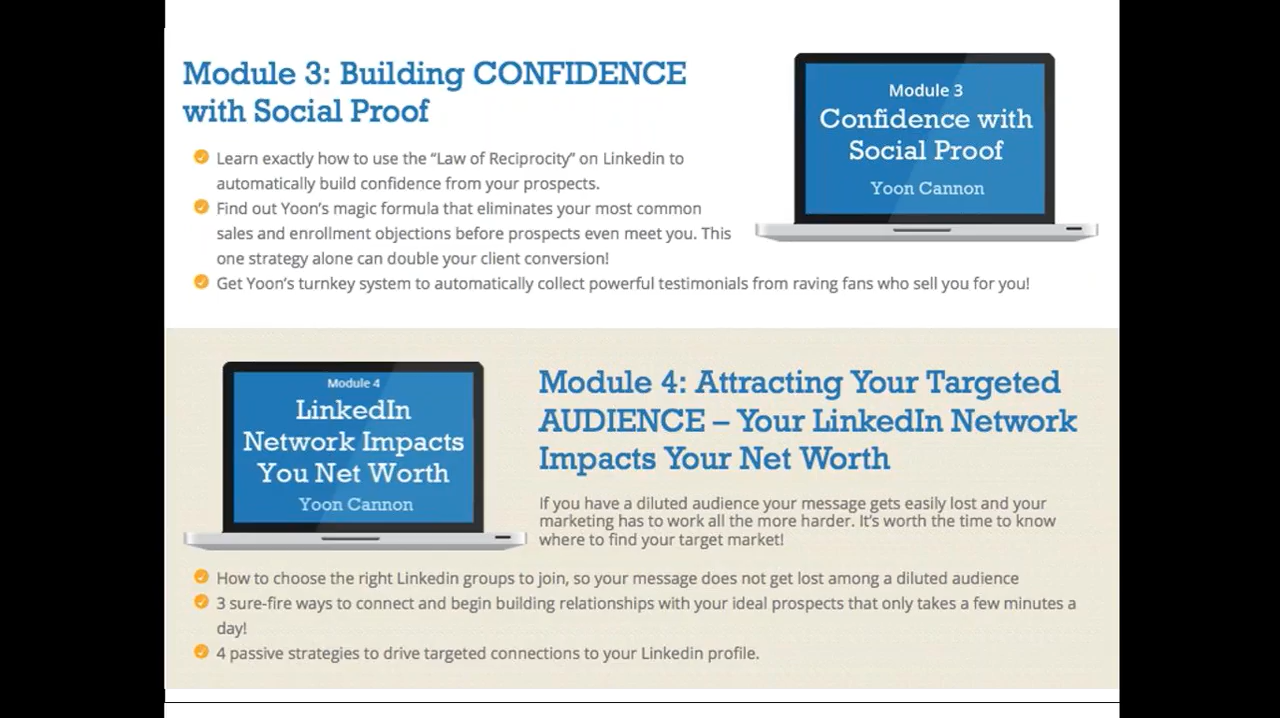 Module 3: Building CONFIDENCE
with Social Proof
Learn exactly how to use the “Law of Reciprocity” on Linkedin to
automatically build confidence from your prospects.
Find out Yoon’s magic formula that eliminates your most common
sales and enrollment objections before prospects even meet you. This
one strategy alone can double your client conversion!
Get Yoon’s turnkey system to automatically collect powerful testimonials from raving fans who sell you for you!
Module 3
Confidence with
Social Proof
Yoon Cannon
Module 4
LinkedIn
Network Impacts
You Net Worth
Yoon Cannon
Module 4: Attracting Your Targeted
AUDIENCE – Your LinkedIn Network
Impacts Your Net Worth
If you have a diluted audience your message gets easily lost and your
marketing has to work all the more harder. It’s worth the time to know
where to find your target market!
How to choose the right Linkedin groups to join, so your message does not get lost among a diluted audience
3 sure-fire ways to connect and begin building relationships with your ideal prospects that only takes a few minutes a
day!
4 passive strategies to drive targeted connections to your Linkedin profile.